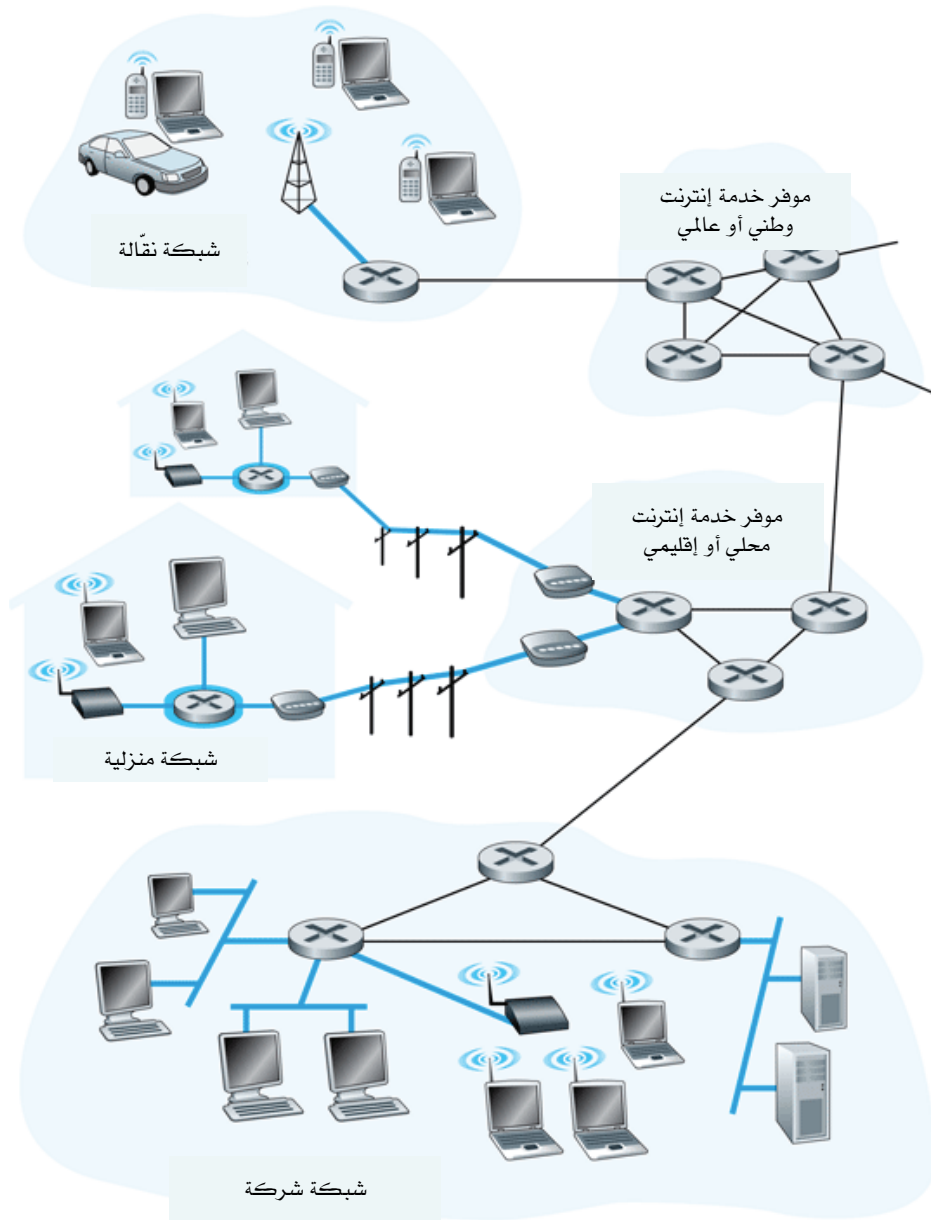 موفر خدمة إنترنت
وطني أو عالمي
شبكة نقّالة
موفر خدمة إنترنت
محلي أو إقليمي
شبكة منزلية
شبكة شركة